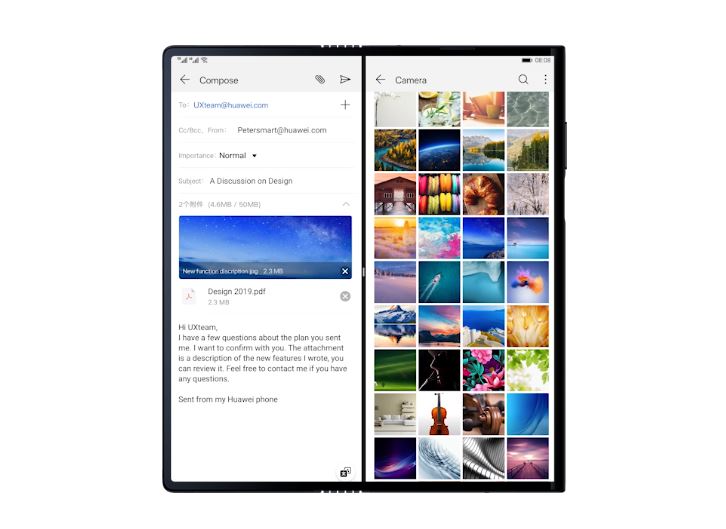 08:08
Compose
To: UXteam@huawei.com
Cc/Bcc, From: Petersmart@huawei.com
Importance: Normal
Subject: A Discussion on Design
2个附件 (4.6MB / 50MB)
New function discription.jpg 2.3 MB
Design 2019.pdf
2.3 MB
Hi UXteam,
I have a few questions about the plan you sent
me. I want to confirm with you. The attachment
is a description of the new features I wrote, you
can review it. Feel free to contact me if you have
any questions.
Sent from my Huawei phone
Camera